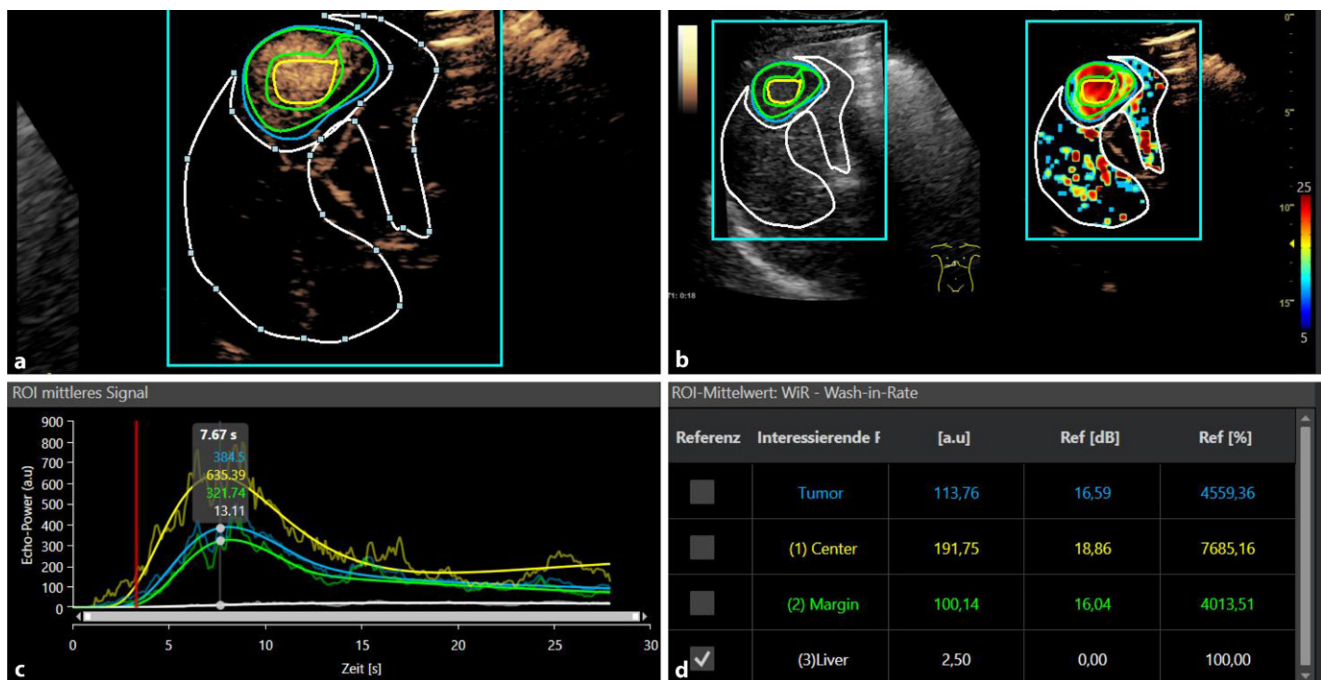 a
0
5
10
15
25
5
T1: 0:18
b
ROI mittleres Signal
900
800
700
600
500
400
300
200
100
0
Echo-Power (a.u)
7.67 s
384.5
635.39
321.74
13.11
0 5 10 15 20 25 30
Zeit [s]
c
ROI-Mittelwert: WiR - Wash-in-Rate
Referenz Interessierende F [a.u] Ref [dB] Ref [%]
Tumor 113,76 16,59 4559,36
(1) Center 191,75 18,86 7685,16
(2) Margin 100,14 16,04 4013,51
(3)Liver 2,50 0,00 100,00
d